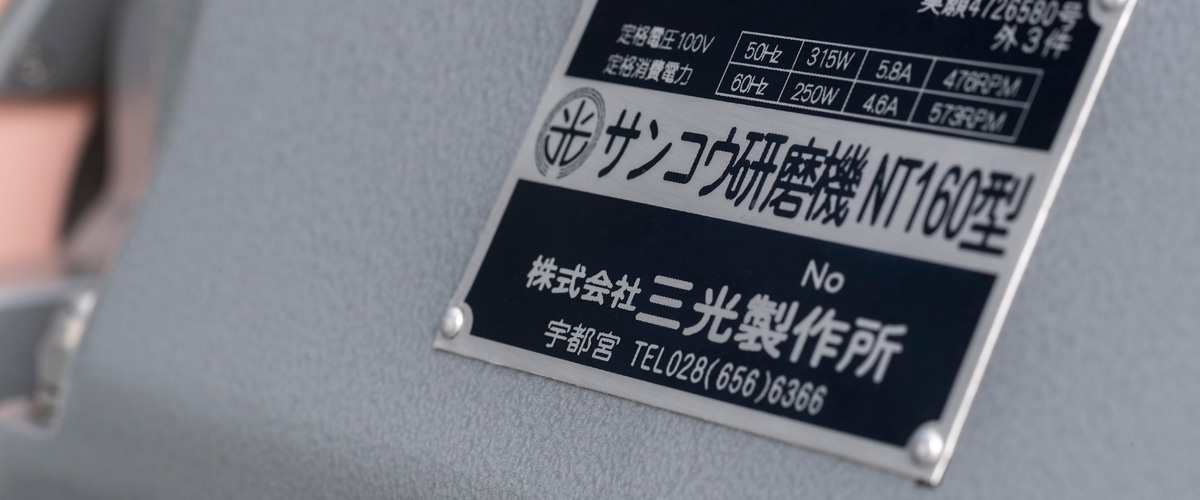 実願4726580号
外3件
定格電圧100V
定格消費電力
50Hz 315W 5.8A 476R.P.M
60Hz 250W 4.6A 573R.P.M
光 サンコウ研磨機 NT160型
No
株式会社三光製作所
宇都宮 TEL028(656)6366